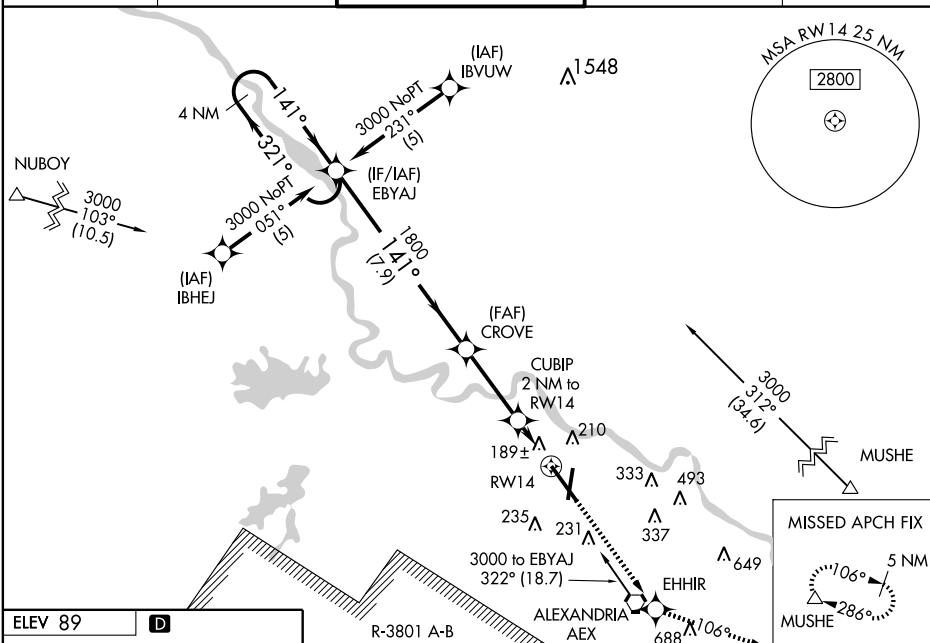 MSA RW14 25 NM
2800
(IAF)
IBVUW
1548
4 NM
141°
321°
3000 NoPT
231°
(5)
(IF/IAF)
EBYAJ
NUBOY
3000
103°
(10.5)
3000 NoPT
051°
(5)
(IAF)
IBHEJ
1800
141°
(7.9)
(FAF)
CROVE
CUBIP
2 NM to
RW14
3000
312°
(34.6)
MUSHE
189±
210
RW14
333
493
235
231
337
649
3000 to EBYAJ
322° (18.7)
EHHIR
ALEXANDRIA
AEX
688
106°
MISSED APCH FIX
5 NM
106°
286°
MUSHE
R-3801 A-B
ELEV 89
D